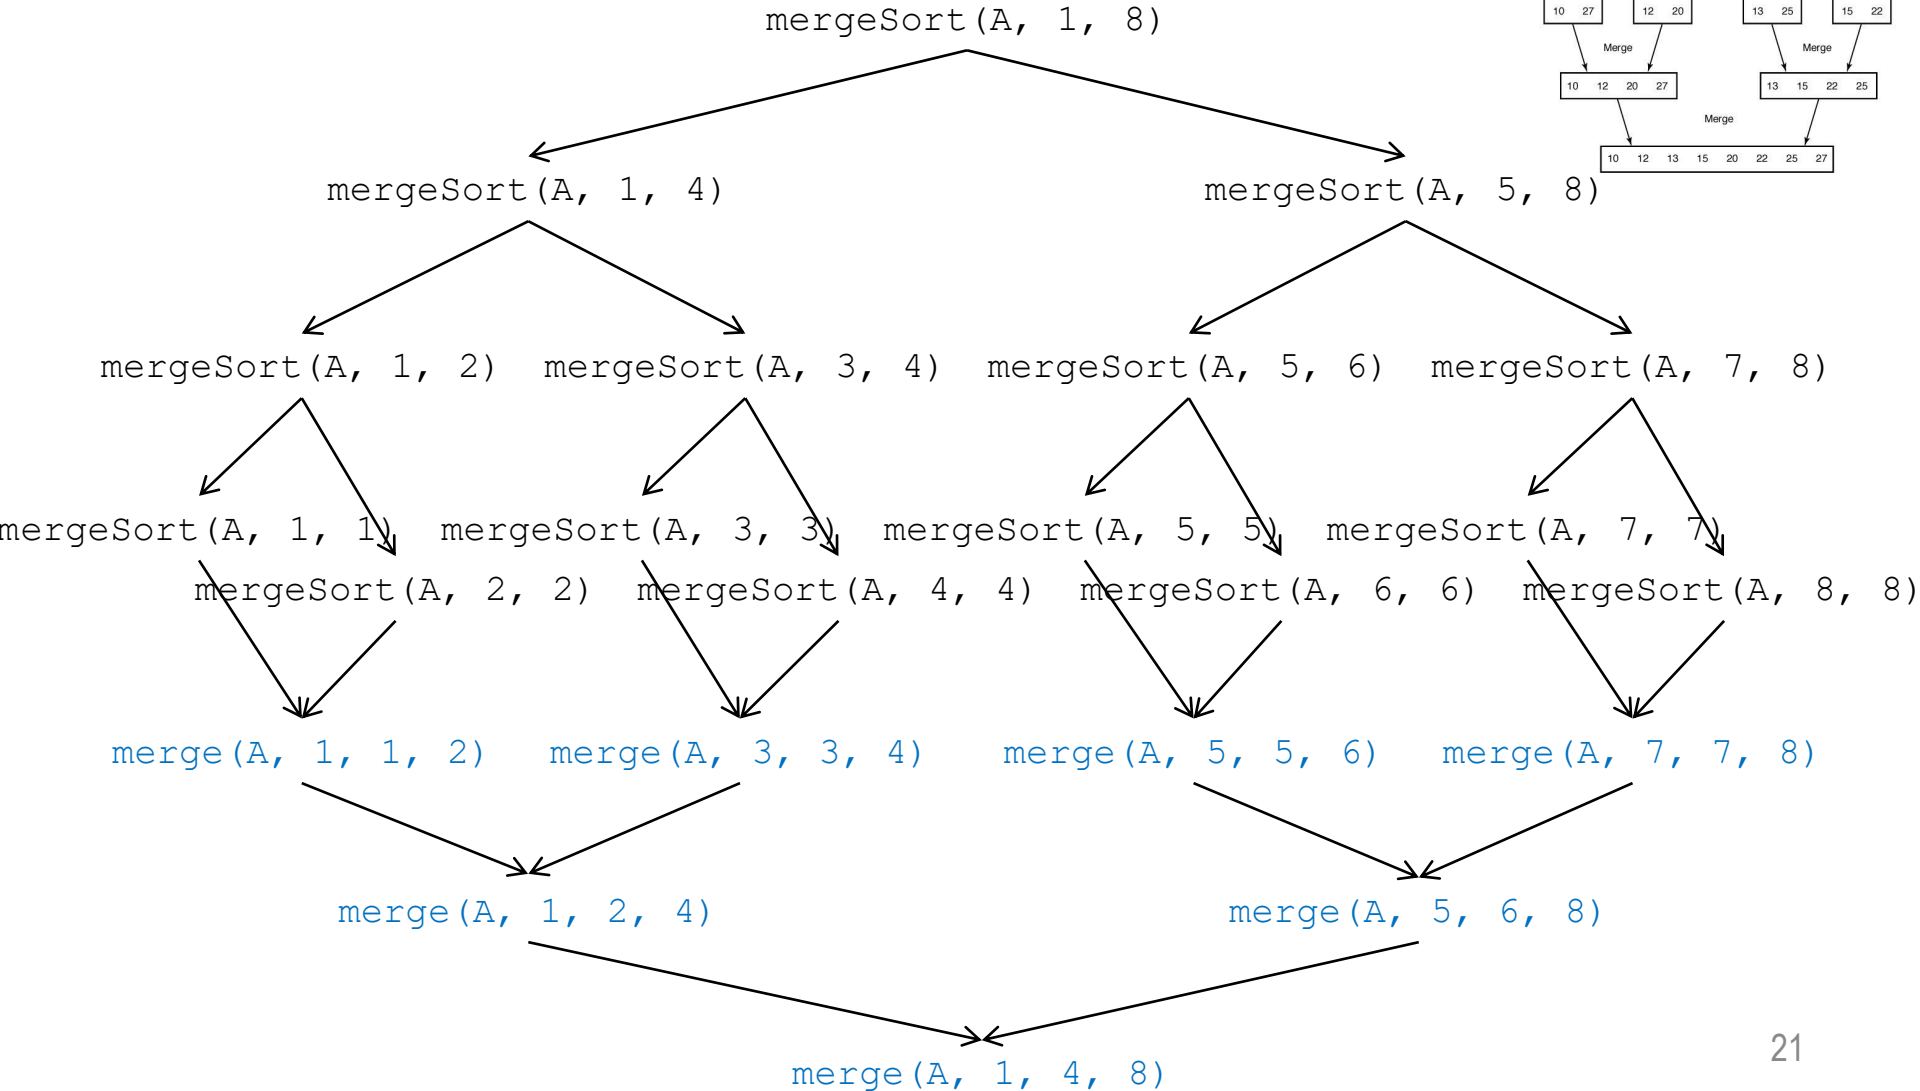 mergeSort(A, 1, 8)
10 27 12 20 13 25 15 22
Merge Merge
10 12 20 27 13 15 22 25
Merge
10 12 13 15 20 22 25 27
mergeSort(A, 1, 4) mergeSort(A, 5, 8)
mergeSort(A, 1, 2) mergeSort(A, 3, 4) mergeSort(A, 5, 6) mergeSort(A, 7, 8)
mergeSort(A, 1, 1) mergeSort(A, 3, 3) mergeSort(A, 5, 5) mergeSort(A, 7, 7)
mergeSort(A, 2, 2) mergeSort(A, 4, 4) mergeSort(A, 6, 6) mergeSort(A, 8, 8)
merge(A, 1, 1, 2) merge(A, 3, 3, 4) merge(A, 5, 5, 6) merge(A, 7, 7, 8)
merge(A, 1, 2, 4) merge(A, 5, 6, 8)
merge(A, 1, 4, 8)
21